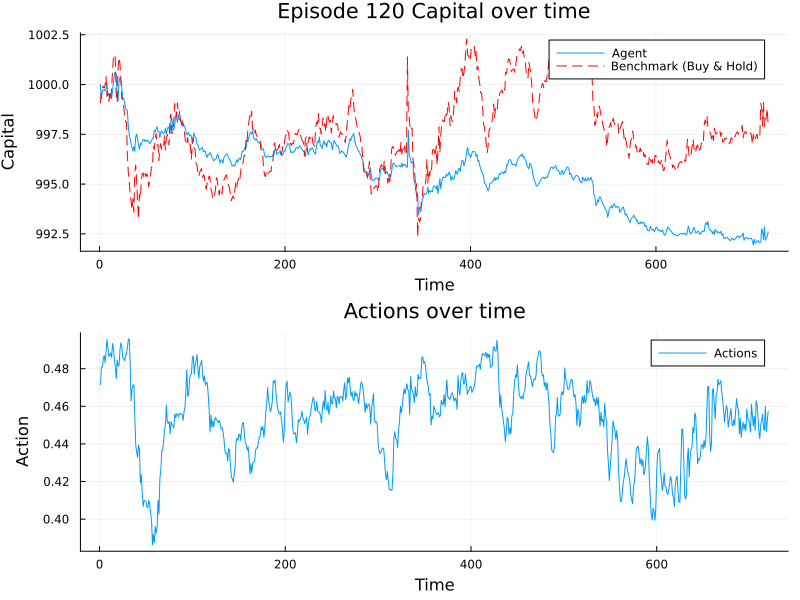 Episode 120 Capital over time
1002.5
1000.0
997.5
995.0
992.5
Capital
Agent
Benchmark (Buy & Hold)
0
200
400
600
Time
Actions over time
0.48
0.46
0.44
0.42
0.40
Action
Actions
0
200
400
600
Time